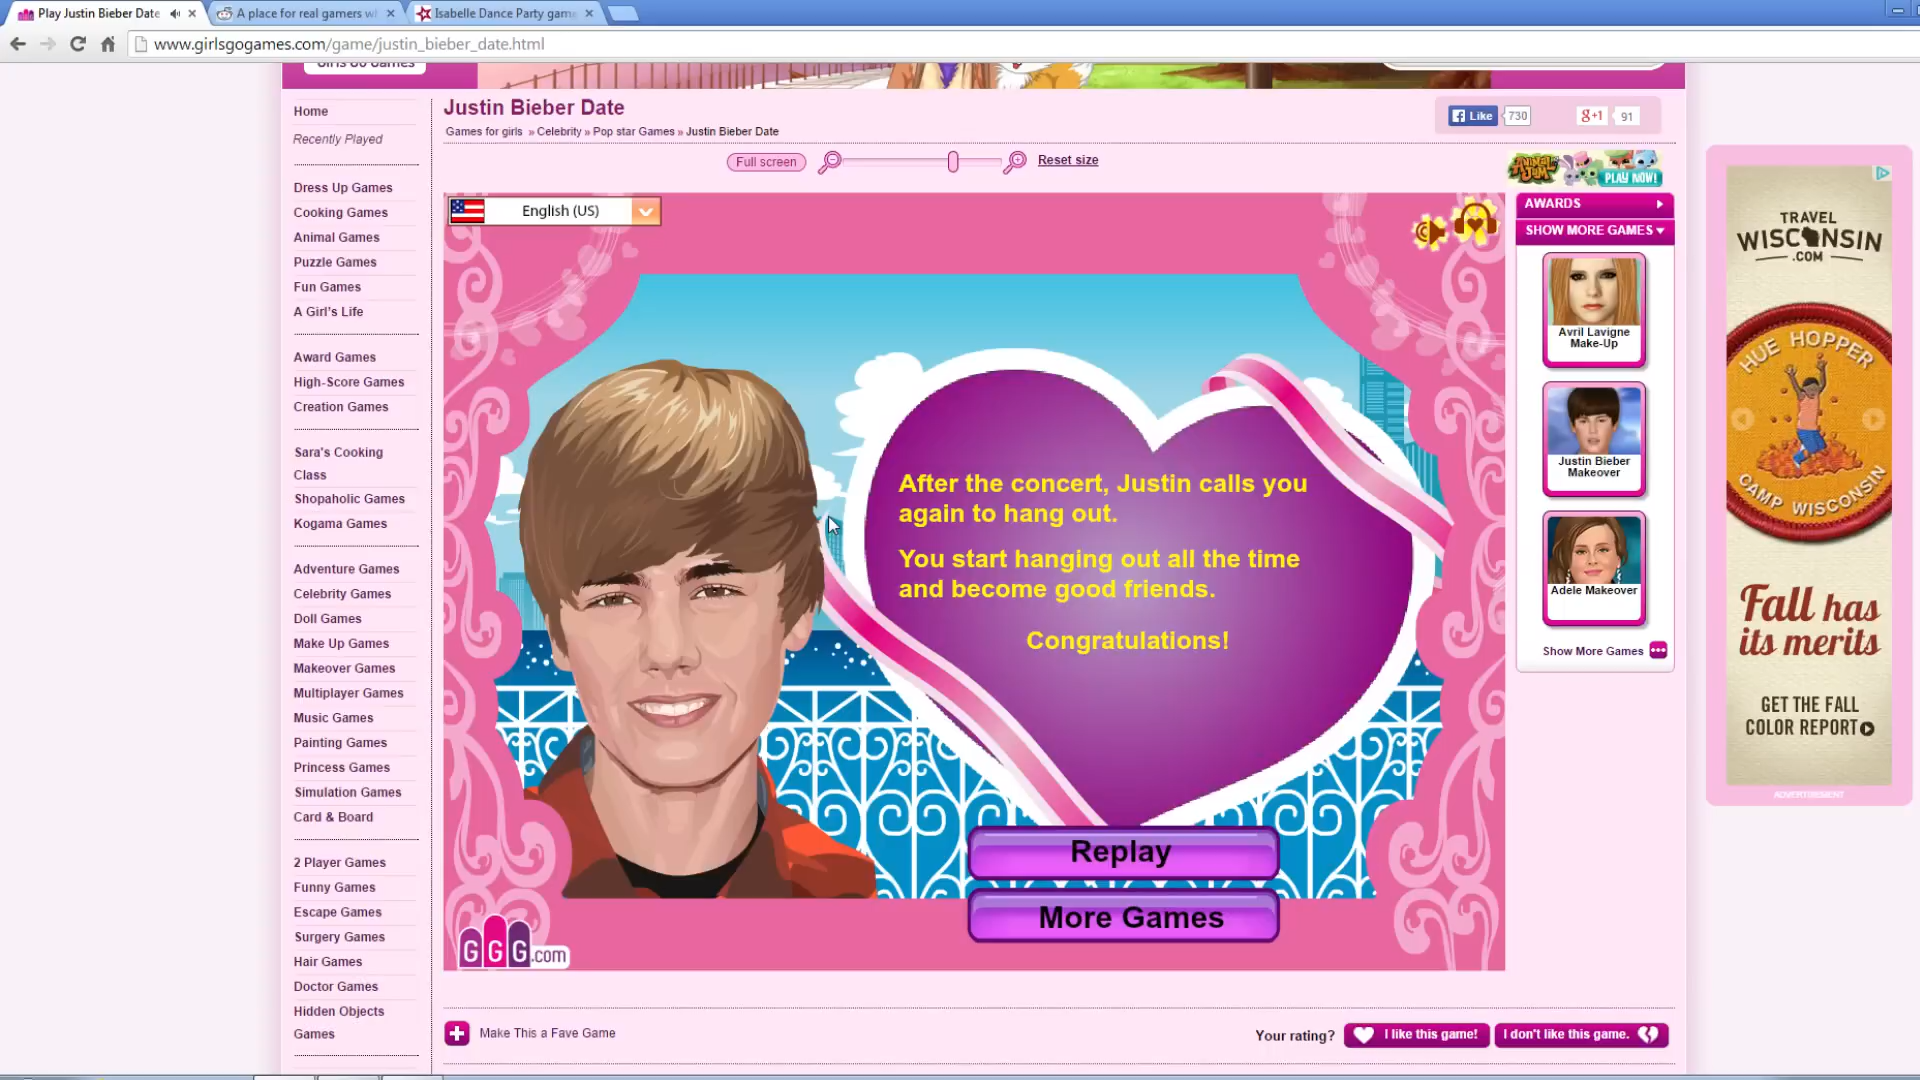 Play Justin Bieber Date
A place for real gamers w
Isabelle Dance Party gam
www.girlsgogames.com/game/justin_bieber_date.html
Girls Go Games
Home
Recently Played
Dress Up Games
Cooking Games
Animal Games
Puzzle Games
Fun Games
A Girl's Life
Award Games
High-Score Games
Creation Games
Sara's Cooking
Class
Shopaholic Games
Kogama Games
Adventure Games
Celebrity Games
Doll Games
Make Up Games
Makeover Games
Multiplayer Games
Music Games
Painting Games
Princess Games
Simulation Games
Card & Board
2 Player Games
Funny Games
Escape Games
Surgery Games
Hair Games
Doctor Games
Hidden Objects
Games
Justin Bieber Date
Games for girls » Celebrity » Pop star Games » Justin Bieber Date
Like 730
g+1 91
Full screen
Reset size
English (US)
After the concert, Justin calls you
again to hang out.
You start hanging out all the time
and become good friends.
Congratulations!
Replay
More Games
GGG.com
Make This a Fave Game
Your rating?
I like this game!
I don't like this game.
ANIMAL JAM
PLAY NOW!
AWARDS
SHOW MORE GAMES
Avril Lavigne
Make-Up
Justin Bieber
Makeover
Adele Makeover
Show More Games
TRAVEL
WISCONSIN
.COM
HUE HOPPER
CAMP WISCONSIN
Fall has
its merits
GET THE FALL
COLOR REPORT
ADVERTISEMENT